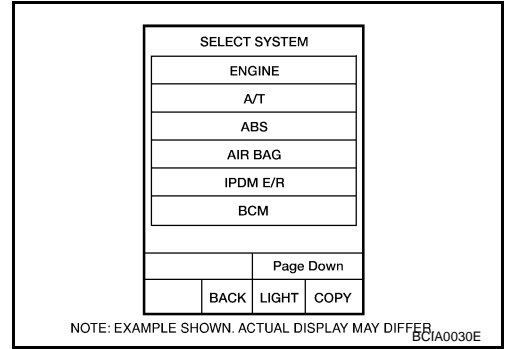 SELECT SYSTEM
ENGINE
A/T
ABS
AIR BAG
IPDM E/R
BCM
Page Down
BACK LIGHT COPY
NOTE: EXAMPLE SHOWN. ACTUAL DISPLAY MAY DIFFER.
BCIA0030E